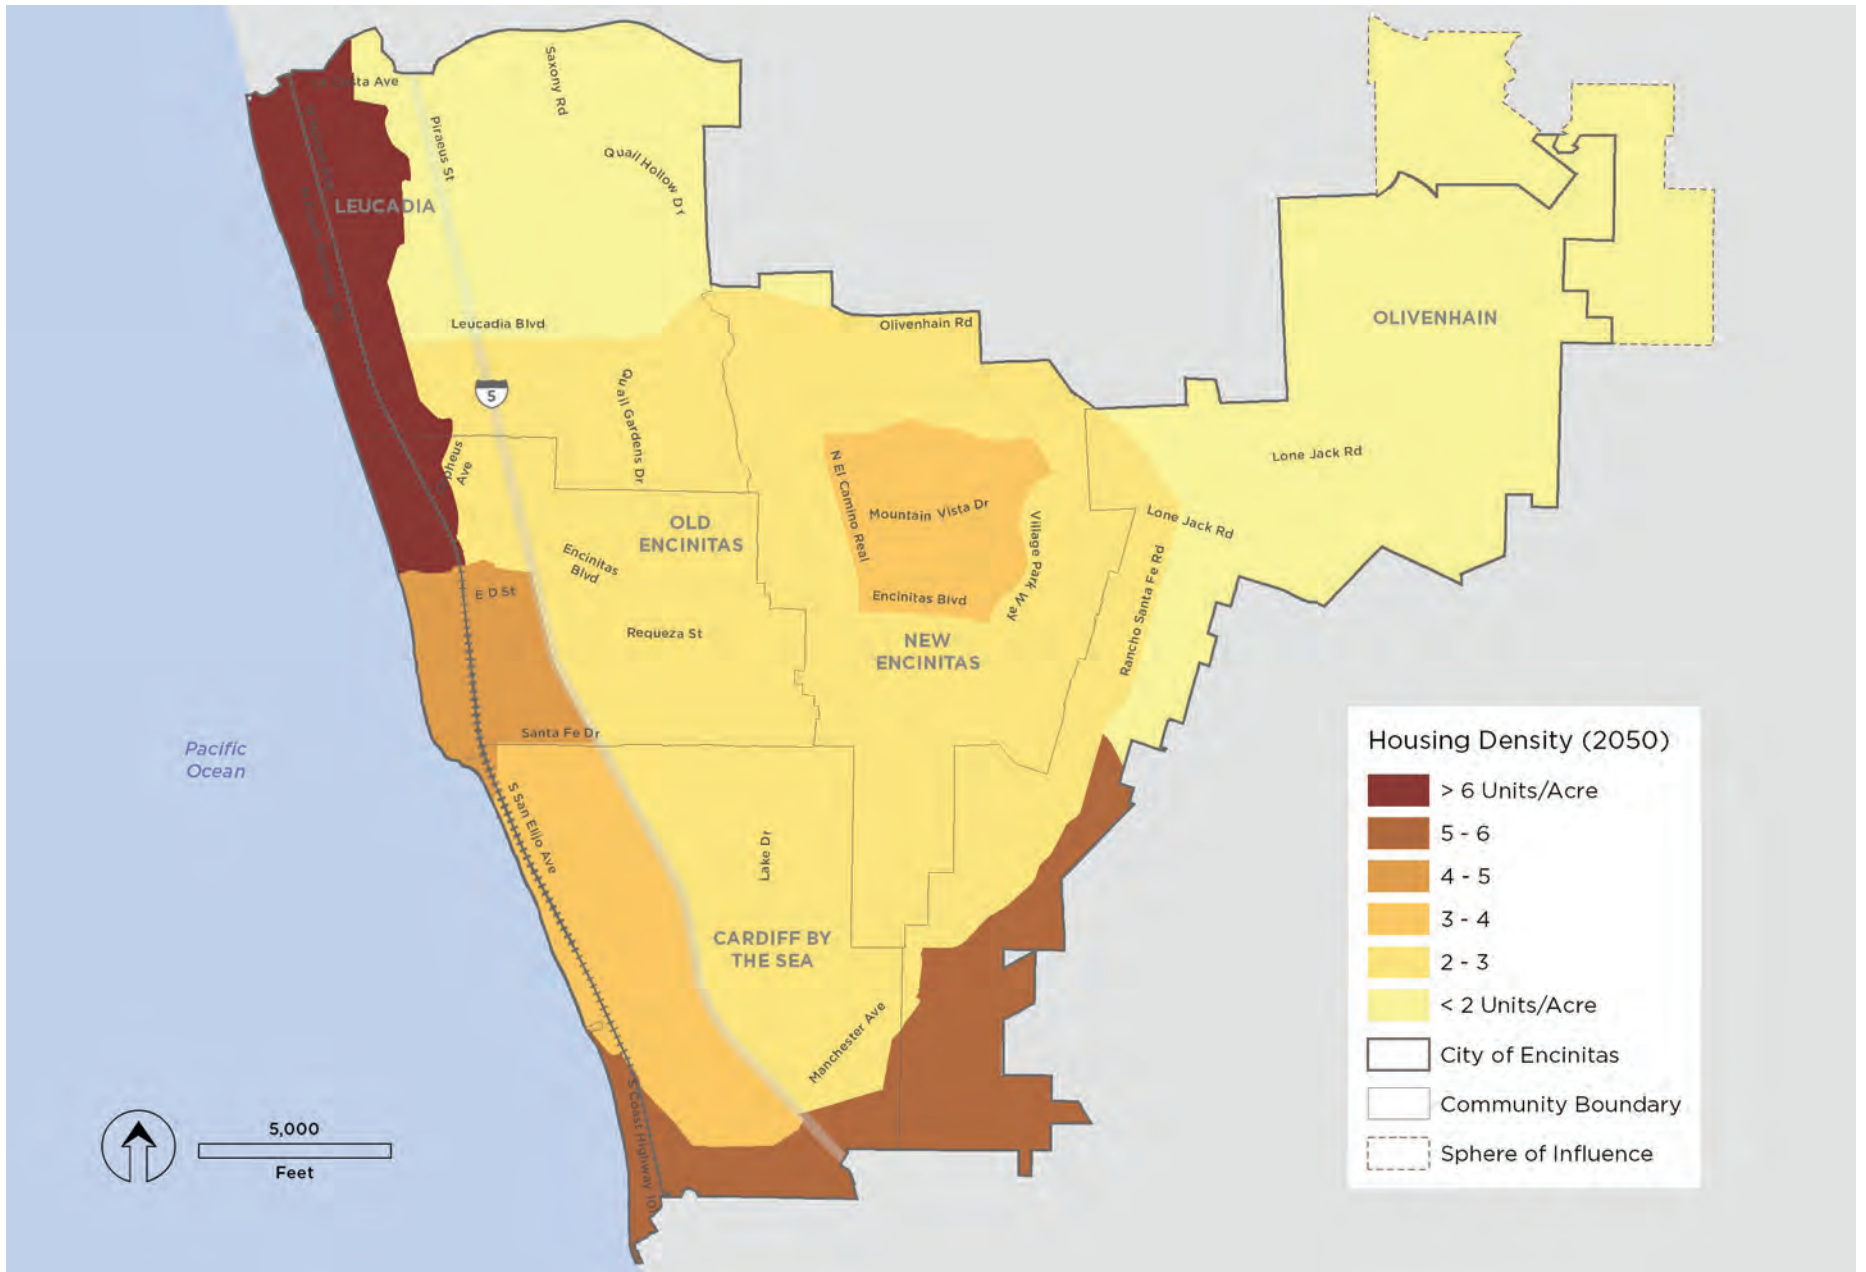 Saxony Rd
Piraeus St
Quail Hollow Dr
LEUCADIA
Leucadia Blvd
Olivenhain Rd
OLIVENHAIN
5
Quail Gardens Dr
Lone Jack Rd
Ave
N El Camino Real
Mountain Vista Dr
Village Park Way
Lone Jack Rd
OLD
ENCINITAS
Encinitas
Blvd
Rancho Santa Fe Rd
E D St
Encinitas Blvd
Requeza St
NEW
ENCINITAS
Santa Fe Dr
Pacific
Ocean
S San Elijo Ave
Lake Dr
CARDIFF BY
THE SEA
Manchester Ave
S Coast Highway 101
5,000
Feet
Housing Density (2050)
> 6 Units/Acre
5 - 6
4 - 5
3 - 4
2 - 3
< 2 Units/Acre
City of Encinitas
Community Boundary
Sphere of Influence